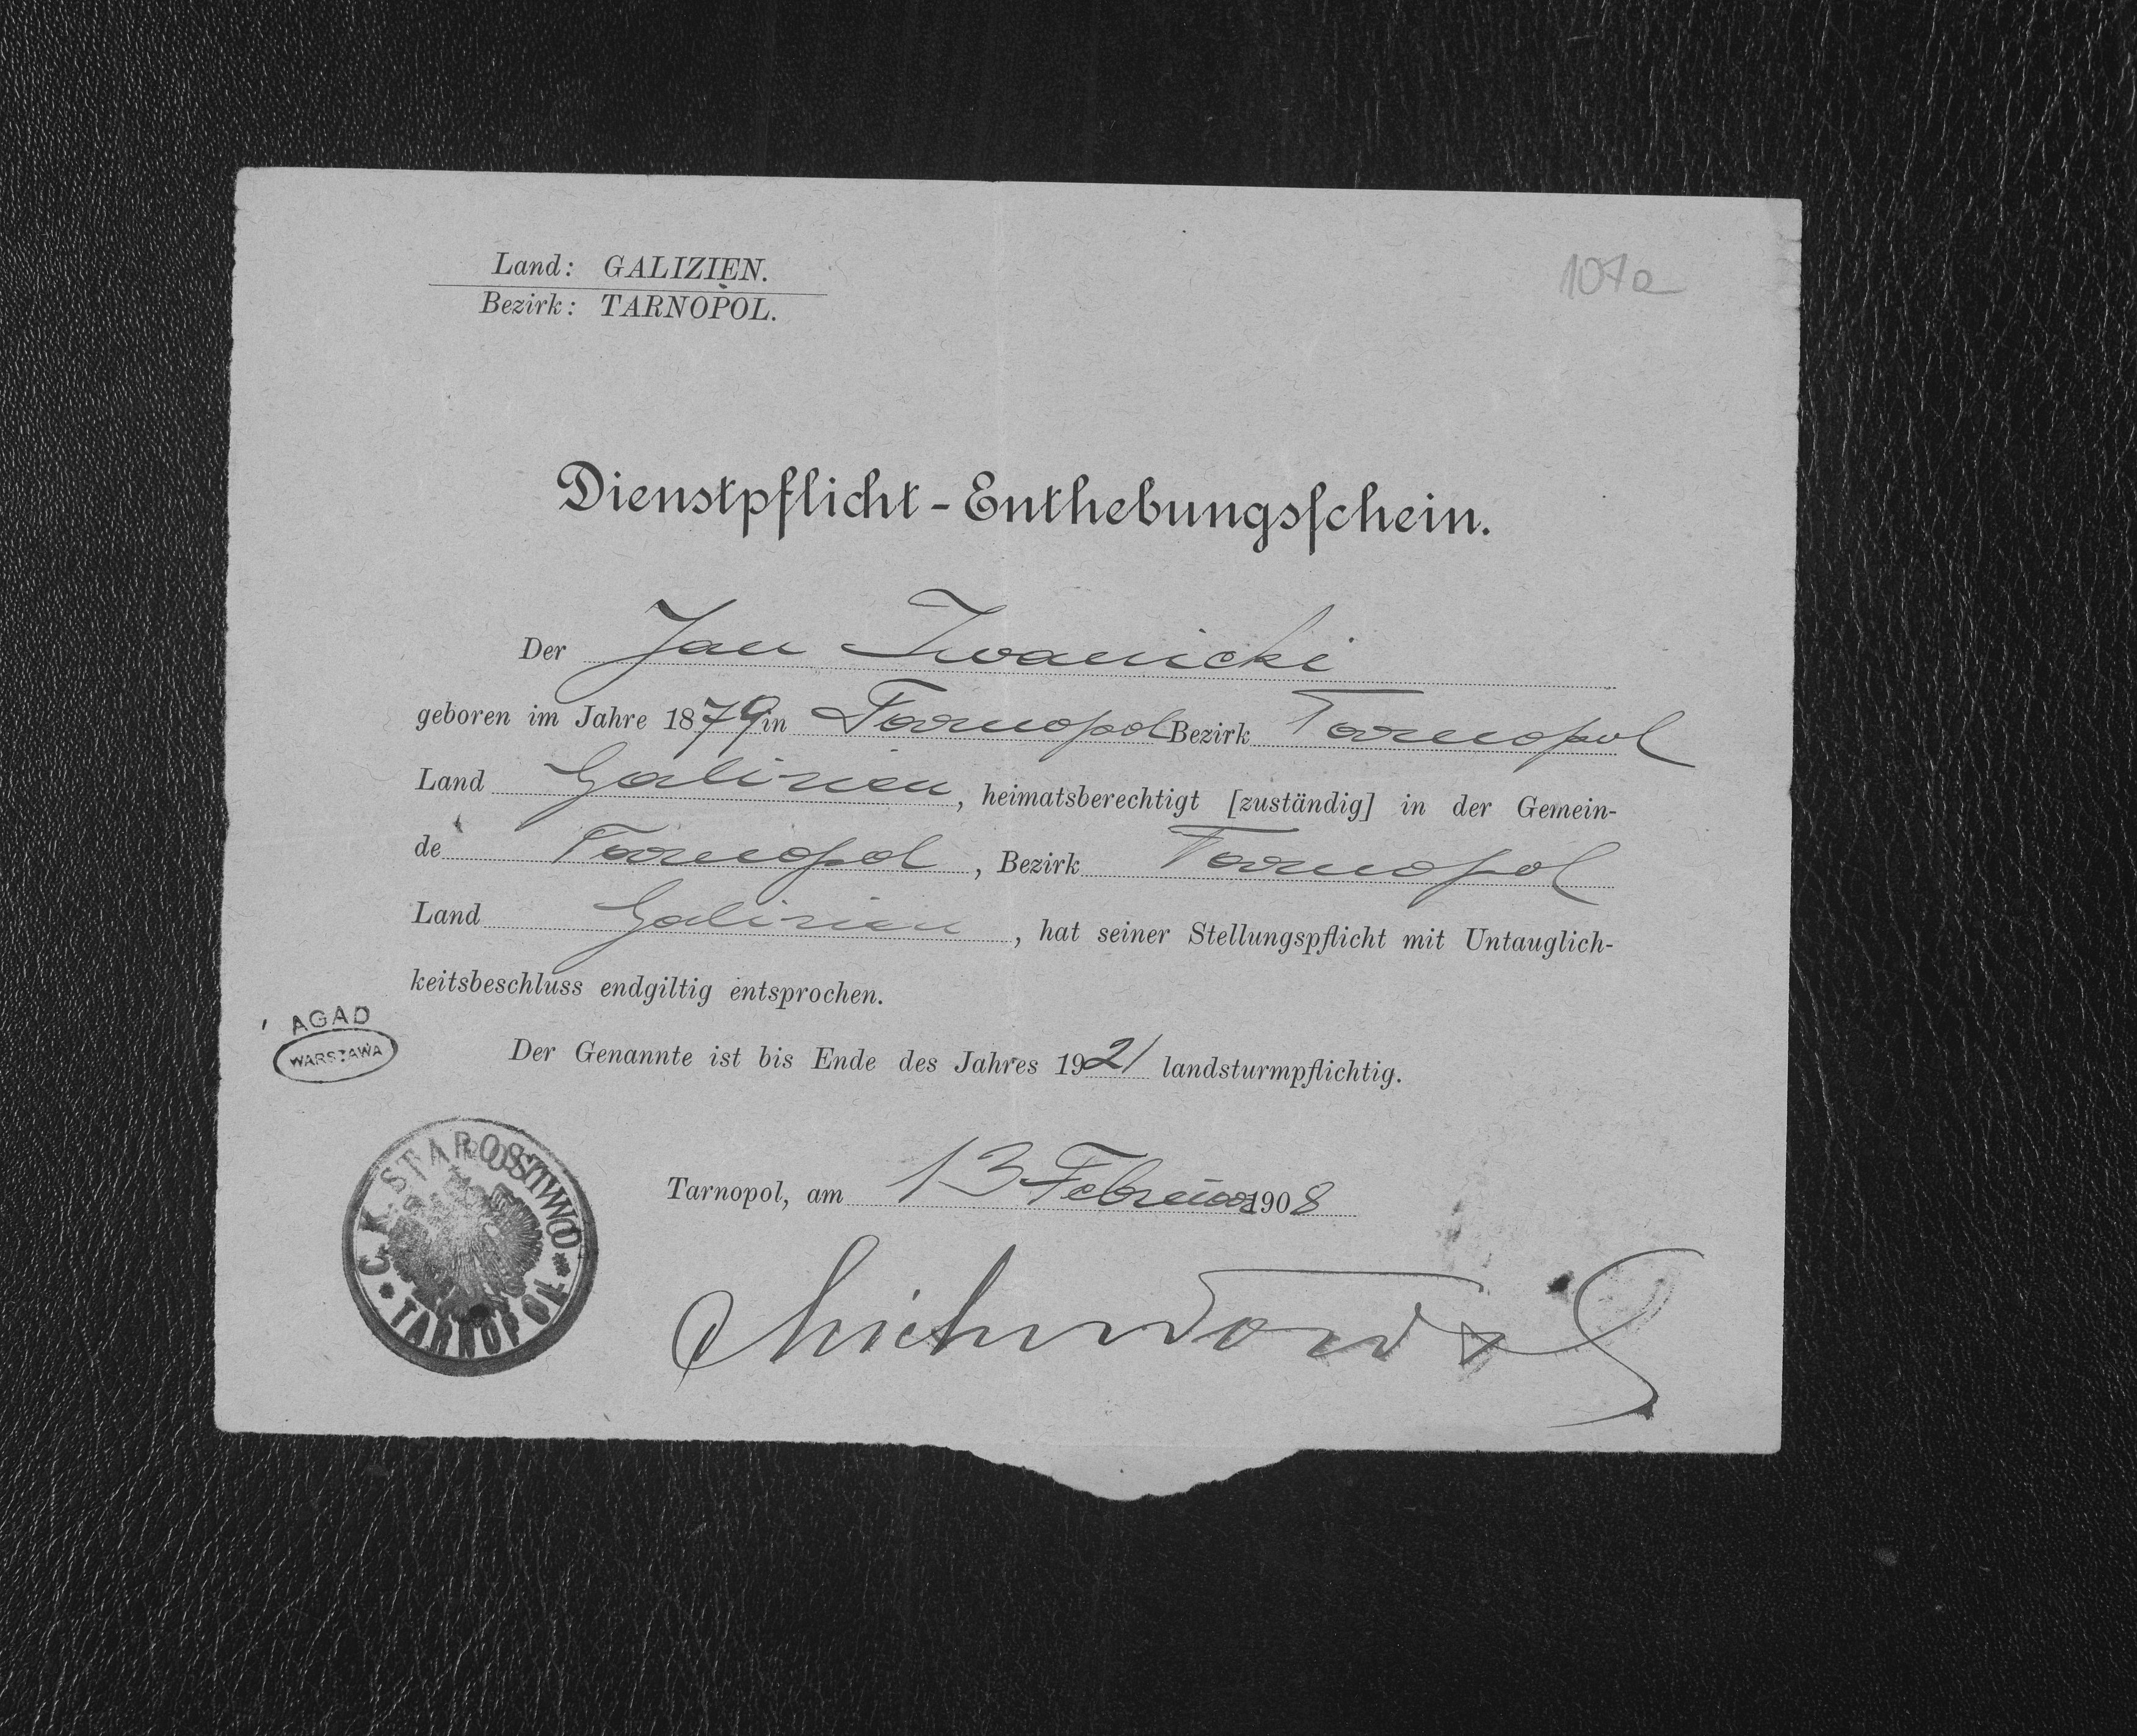 Land: GALIZIEN.
Bezirk: TARNOPOL.
107a
Dienstpflicht-Enthebungsschein.
Der Jan Iwanicki
geboren im Jahre 1879 in Tarnopol Bezirk Tarnopol
Land Galizien, heimatsberechtigt [zuständig] in der Gemein-
de Tarnopol, Bezirk Tarnopol
Land Galizien, hat seiner Stellungspflicht mit Untauglich-
keitsbeschluss endgiltig entsprochen.
AGAD
WARSZAWA
Der Genannte ist bis Ende des Jahres 1921 landsturmpflichtig.
C. K. STAROSTWO * TARNOPOL *
Tarnopol, am 13 Februar 1908